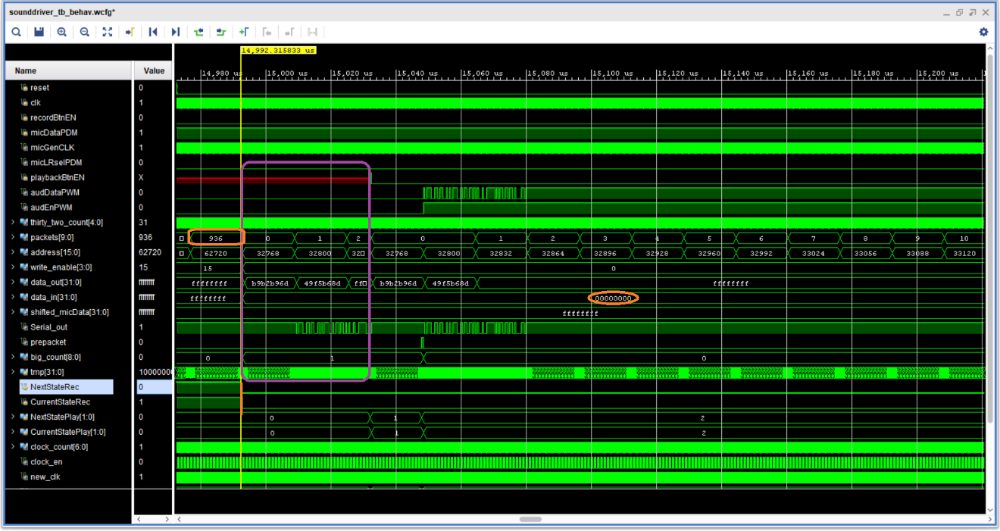 sounddriver_tb_behav.wcfg*
14,992.315833 us
Name Value
14,980 us 15,000 us 15,020 us 15,040 us 15,060 us 15,080 us 15,100 us 15,120 us 15,140 us 15,160 us 15,180 us 15,200 us
reset 0
clk 1
recordBtnEN 0
micDataPDM 1
micGenCLK 1
micLRselPDM 0
playbackBtnEN X
audDataPWM 0
audEnPWM 0
thirty_two_count[4:0] 31
packets[9:0] 936 936 0 1 2 0 1 2 3 4 5 6 7 8 9 10
address[15:0] 62720 62720 32768 32800 32 32768 32800 32832 32864 32896 32928 32960 32992 33024 33056 33088 33120
write_enable[3:0] 15 15 0
data_out[31:0] ffffffff ffffffff b9b2b96d 49f5b68d ff b9b2b96d 49f5b68d ffffffff
data_in[31:0] ffffffff ffffffff 00000000
shifted_micData[31:0] ffffffff ffffffff
Serial_out 1
prepacket 0
big_count[8:0] 0 0 1 0
tmp[31:0] 10000000
NextStateRec 0
CurrentStateRec 1
NextStatePlay[1:0] 0 0 1 2
CurrentStatePlay[1:0] 0 0 1 2
clock_count[6:0] 1
clock_en 0
new_clk 1